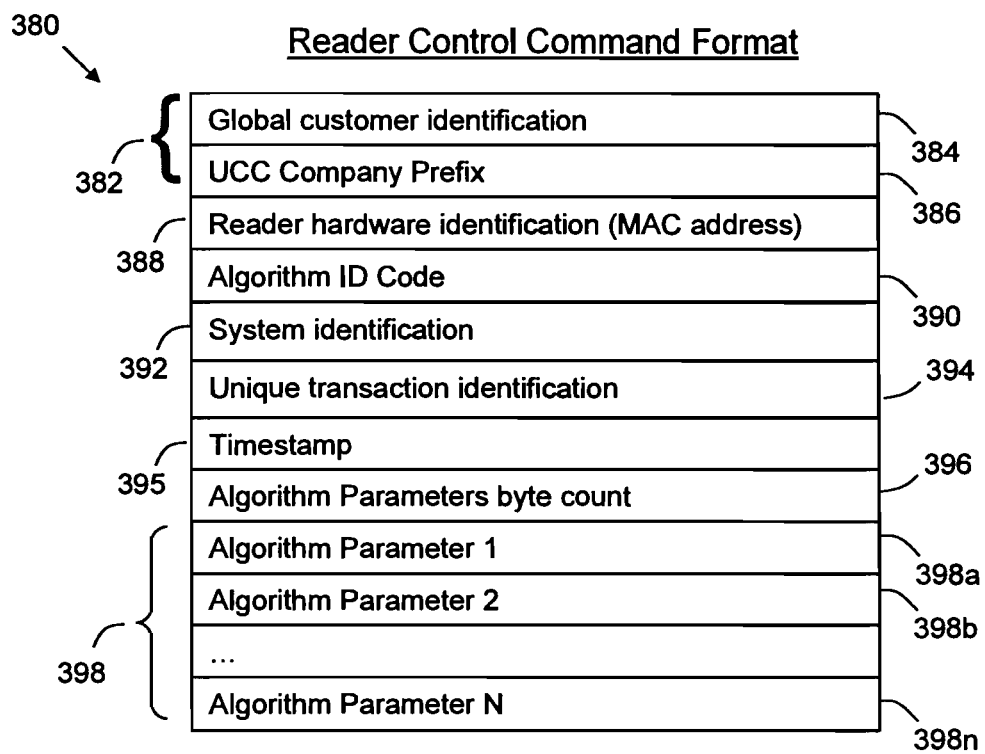 380
Reader Control Command Format
Global customer identification
384
382
UCC Company Prefix
386
388
Reader hardware identification (MAC address)
Algorithm ID Code
390
392
System identification
394
Unique transaction identification
395
Timestamp
396
Algorithm Parameters byte count
Algorithm Parameter 1
398a
Algorithm Parameter 2
398b
398
...
Algorithm Parameter N
398n